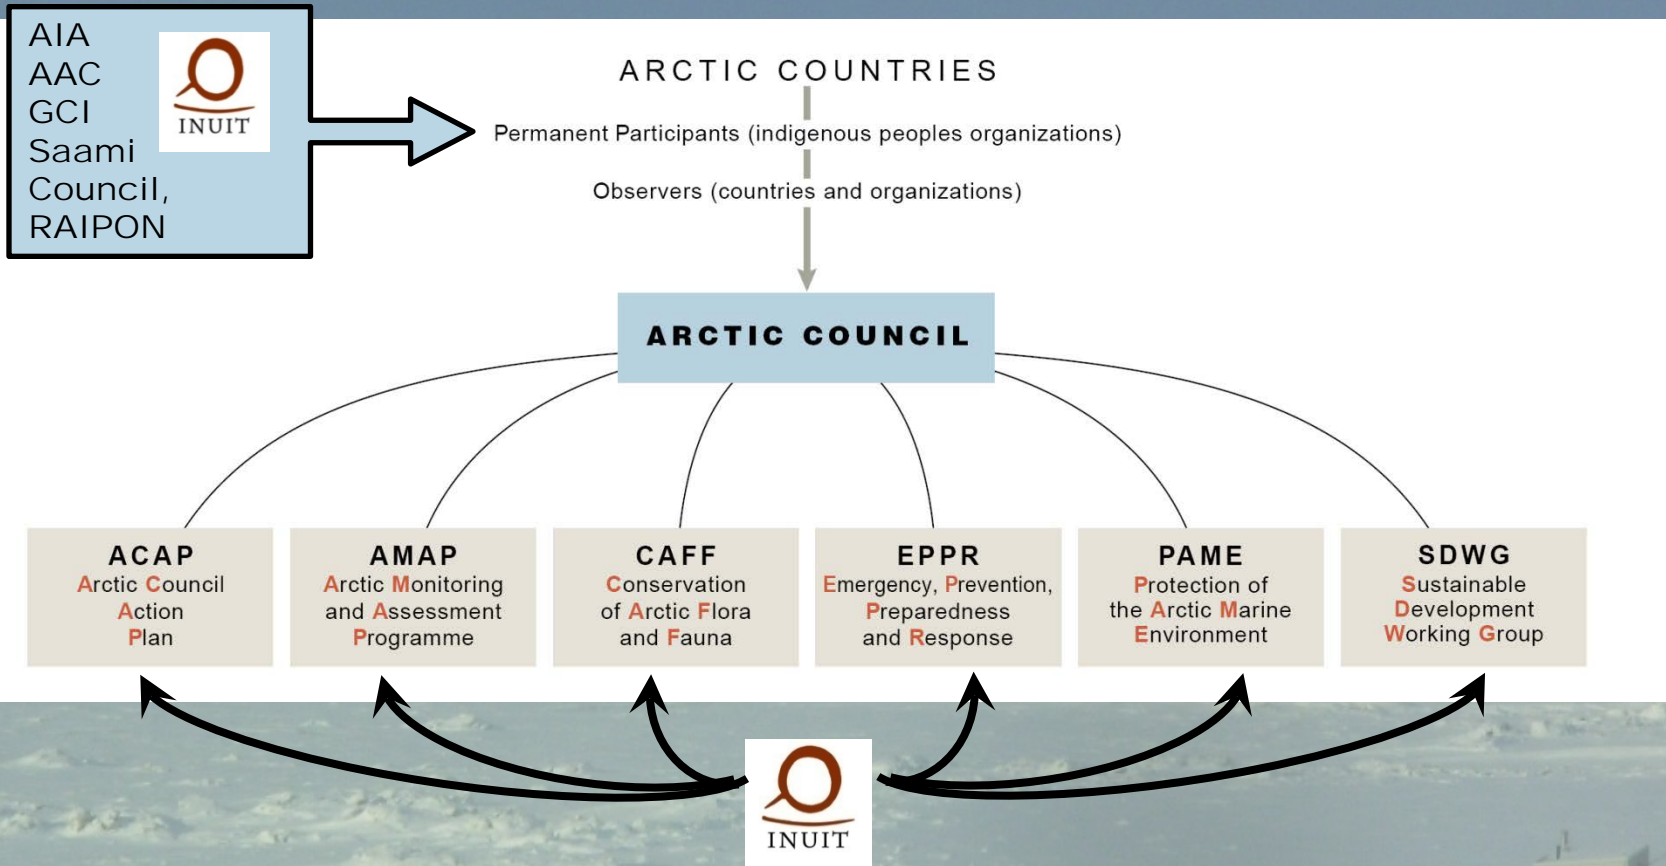 AIA
AAC
GCI
Saami
Council,
RAIPON
INUIT
ARCTIC COUNTRIES
Permanent Participants (indigenous peoples organizations)
Observers (countries and organizations)
ARCTIC COUNCIL
ACAP
Arctic Council
Action
Plan
AMAP
Arctic Monitoring
and Assessment
Programme
CAFF
Conservation
of Arctic Flora
and Fauna
EPPR
Emergency, Prevention,
Preparedness
and Response
PAME
Protection of
the Arctic Marine
Environment
SDWG
Sustainable
Development
Working Group
INUIT